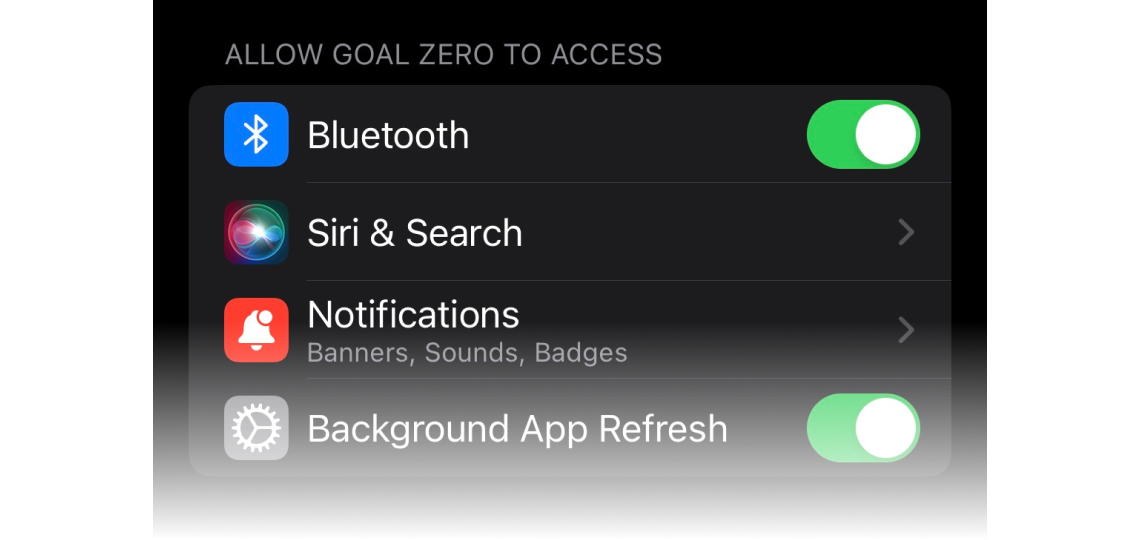 ALLOW GOAL ZERO TO ACCESS
Bluetooth
Siri & Search
Notifications
Banners, Sounds, Badges
Background App Refresh